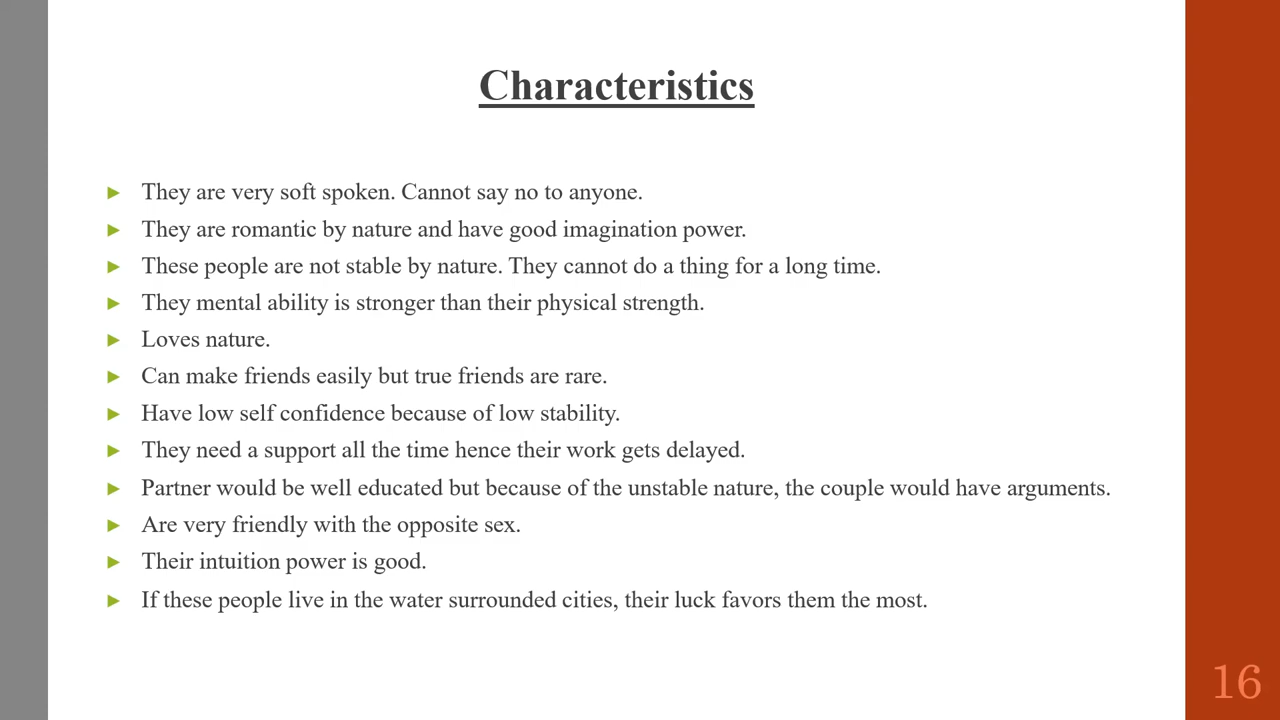 Characteristics
They are very soft spoken. Cannot say no to anyone.
They are romantic by nature and have good imagination power.
These people are not stable by nature. They cannot do a thing for a long time.
They mental ability is stronger than their physical strength.
Loves nature.
Can make friends easily but true friends are rare.
Have low self confidence because of low stability.
They need a support all the time hence their work gets delayed.
Partner would be well educated but because of the unstable nature, the couple would have arguments.
Are very friendly with the opposite sex.
Their intuition power is good.
If these people live in the water surrounded cities, their luck favors them the most.
16